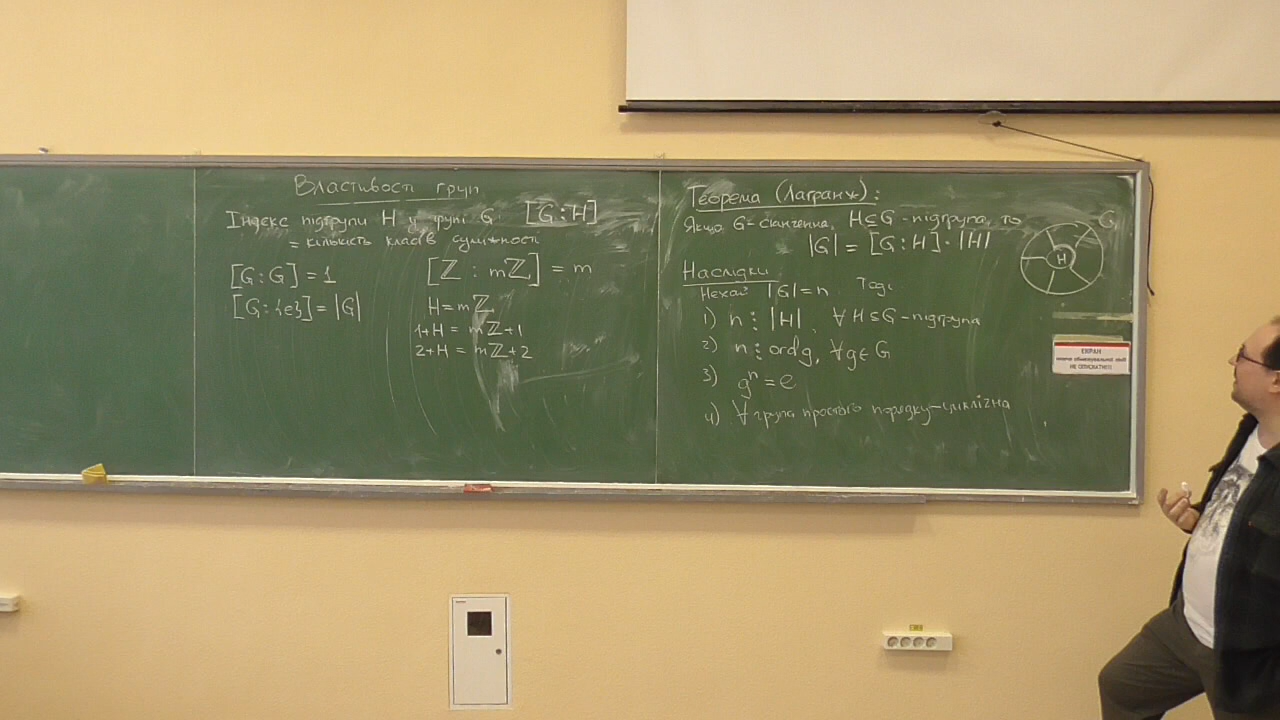 Властивості груп
Індекс підгрупи H у групі G [G:H]
= кількість класів суміжності
[G:G] = 1
[G:{e}] = |G|
[ℤ : mℤ] = m
H = mℤ
1+H = mℤ+1
2+H = mℤ+2
Теорема (Лагранж):
Якщо G - скінченна, H ⊆ G - підгрупа, то
|G| = [G:H]·|H|
G
H
Наслідки
Нехай |G| = n. Тоді
1) n ⋮ |H|, ∀ H ⊆ G - підгрупа
2) n ⋮ ord g, ∀ g ∈ G
3) gⁿ = e
4) ∀ група простого порядку - циклічна
ЕКРАН
НЕ ОПУСКАТИ!!!